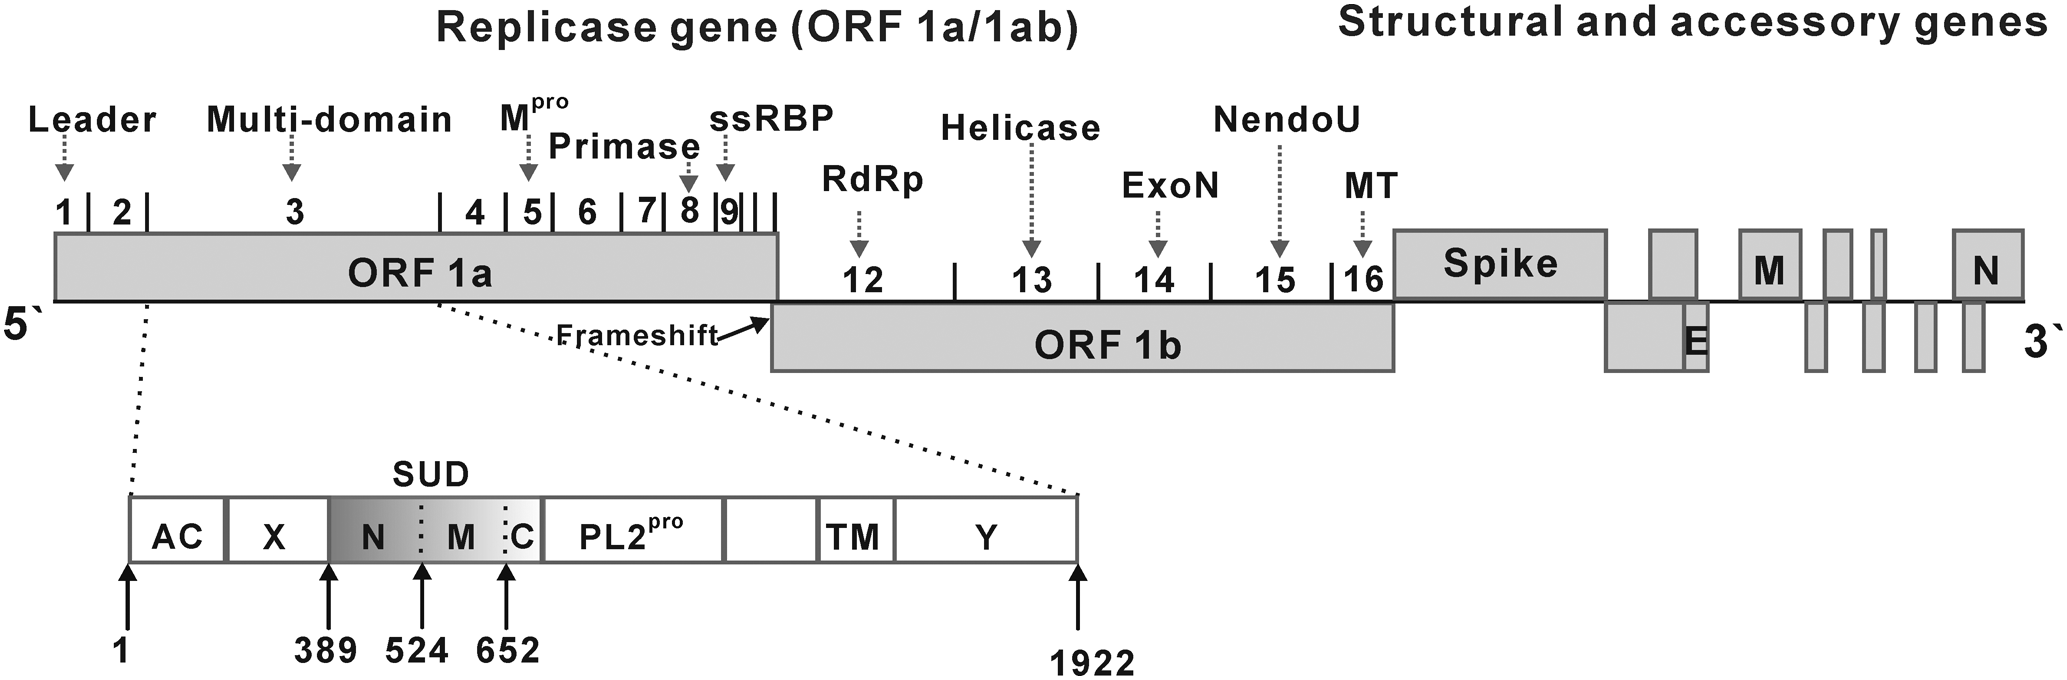 Replicase gene (ORF 1a/1ab)
Structural and accessory genes
Leader
Multi-domain
Mpro
Primase
ssRBP
RdRp
Helicase
ExoN
NendoU
MT
1 2 3 4 5 6 7 8 9
12 13 14 15 16
ORF 1a
Spike
M
N
5`
Frameshift
ORF 1b
E
3`
SUD
AC X N M C PL2pro TM Y
1 389 524 652 1922